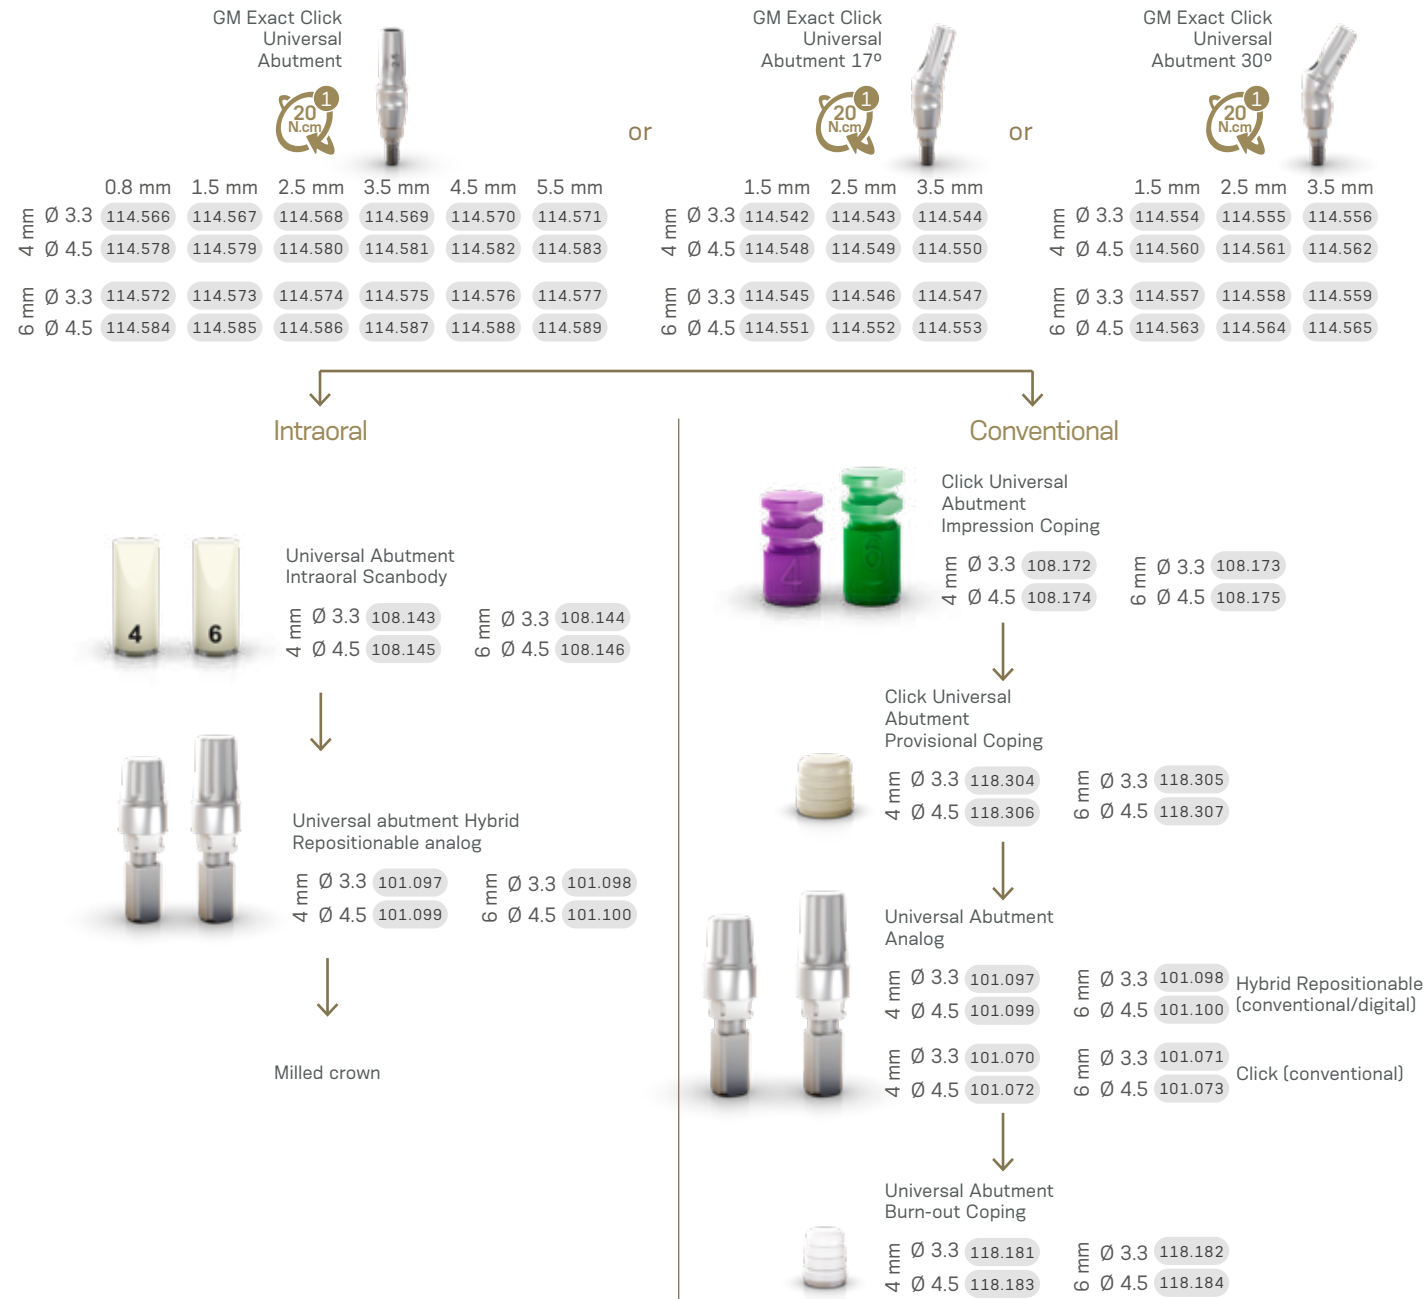 GM Exact Click
Universal
Abutment
20
N.cm
1
or
GM Exact Click
Universal
Abutment 17º
20
N.cm
1
or
GM Exact Click
Universal
Abutment 30º
20
N.cm
1
0.8 mm 1.5 mm 2.5 mm 3.5 mm 4.5 mm 5.5 mm
4 mm
Ø 3.3 114.566 114.567 114.568 114.569 114.570 114.571
Ø 4.5 114.578 114.579 114.580 114.581 114.582 114.583
6 mm
Ø 3.3 114.572 114.573 114.574 114.575 114.576 114.577
Ø 4.5 114.584 114.585 114.586 114.587 114.588 114.589
1.5 mm 2.5 mm 3.5 mm
4 mm
Ø 3.3 114.542 114.543 114.544
Ø 4.5 114.548 114.549 114.550
6 mm
Ø 3.3 114.545 114.546 114.547
Ø 4.5 114.551 114.552 114.553
1.5 mm 2.5 mm 3.5 mm
4 mm
Ø 3.3 114.554 114.555 114.556
Ø 4.5 114.560 114.561 114.562
6 mm
Ø 3.3 114.557 114.558 114.559
Ø 4.5 114.563 114.564 114.565
Intraoral
4
6
Universal Abutment
Intraoral Scanbody
4 mm
Ø 3.3 108.143
Ø 4.5 108.145
6 mm
Ø 3.3 108.144
Ø 4.5 108.146
Universal abutment Hybrid
Repositionable analog
4 mm
Ø 3.3 101.097
Ø 4.5 101.099
6 mm
Ø 3.3 101.098
Ø 4.5 101.100
Milled crown
Conventional
4
6
Click Universal
Abutment
Impression Coping
4 mm
Ø 3.3 108.172
Ø 4.5 108.174
6 mm
Ø 3.3 108.173
Ø 4.5 108.175
Click Universal
Abutment
Provisional Coping
4 mm
Ø 3.3 118.304
Ø 4.5 118.306
6 mm
Ø 3.3 118.305
Ø 4.5 118.307
Universal Abutment
Analog
4 mm
Ø 3.3 101.097
Ø 4.5 101.099
6 mm
Ø 3.3 101.098
Ø 4.5 101.100
Hybrid Repositionable
(conventional/digital)
4 mm
Ø 3.3 101.070
Ø 4.5 101.072
6 mm
Ø 3.3 101.071
Ø 4.5 101.073
Click (conventional)
Universal Abutment
Burn-out Coping
4 mm
Ø 3.3 118.181
Ø 4.5 118.183
6 mm
Ø 3.3 118.182
Ø 4.5 118.184